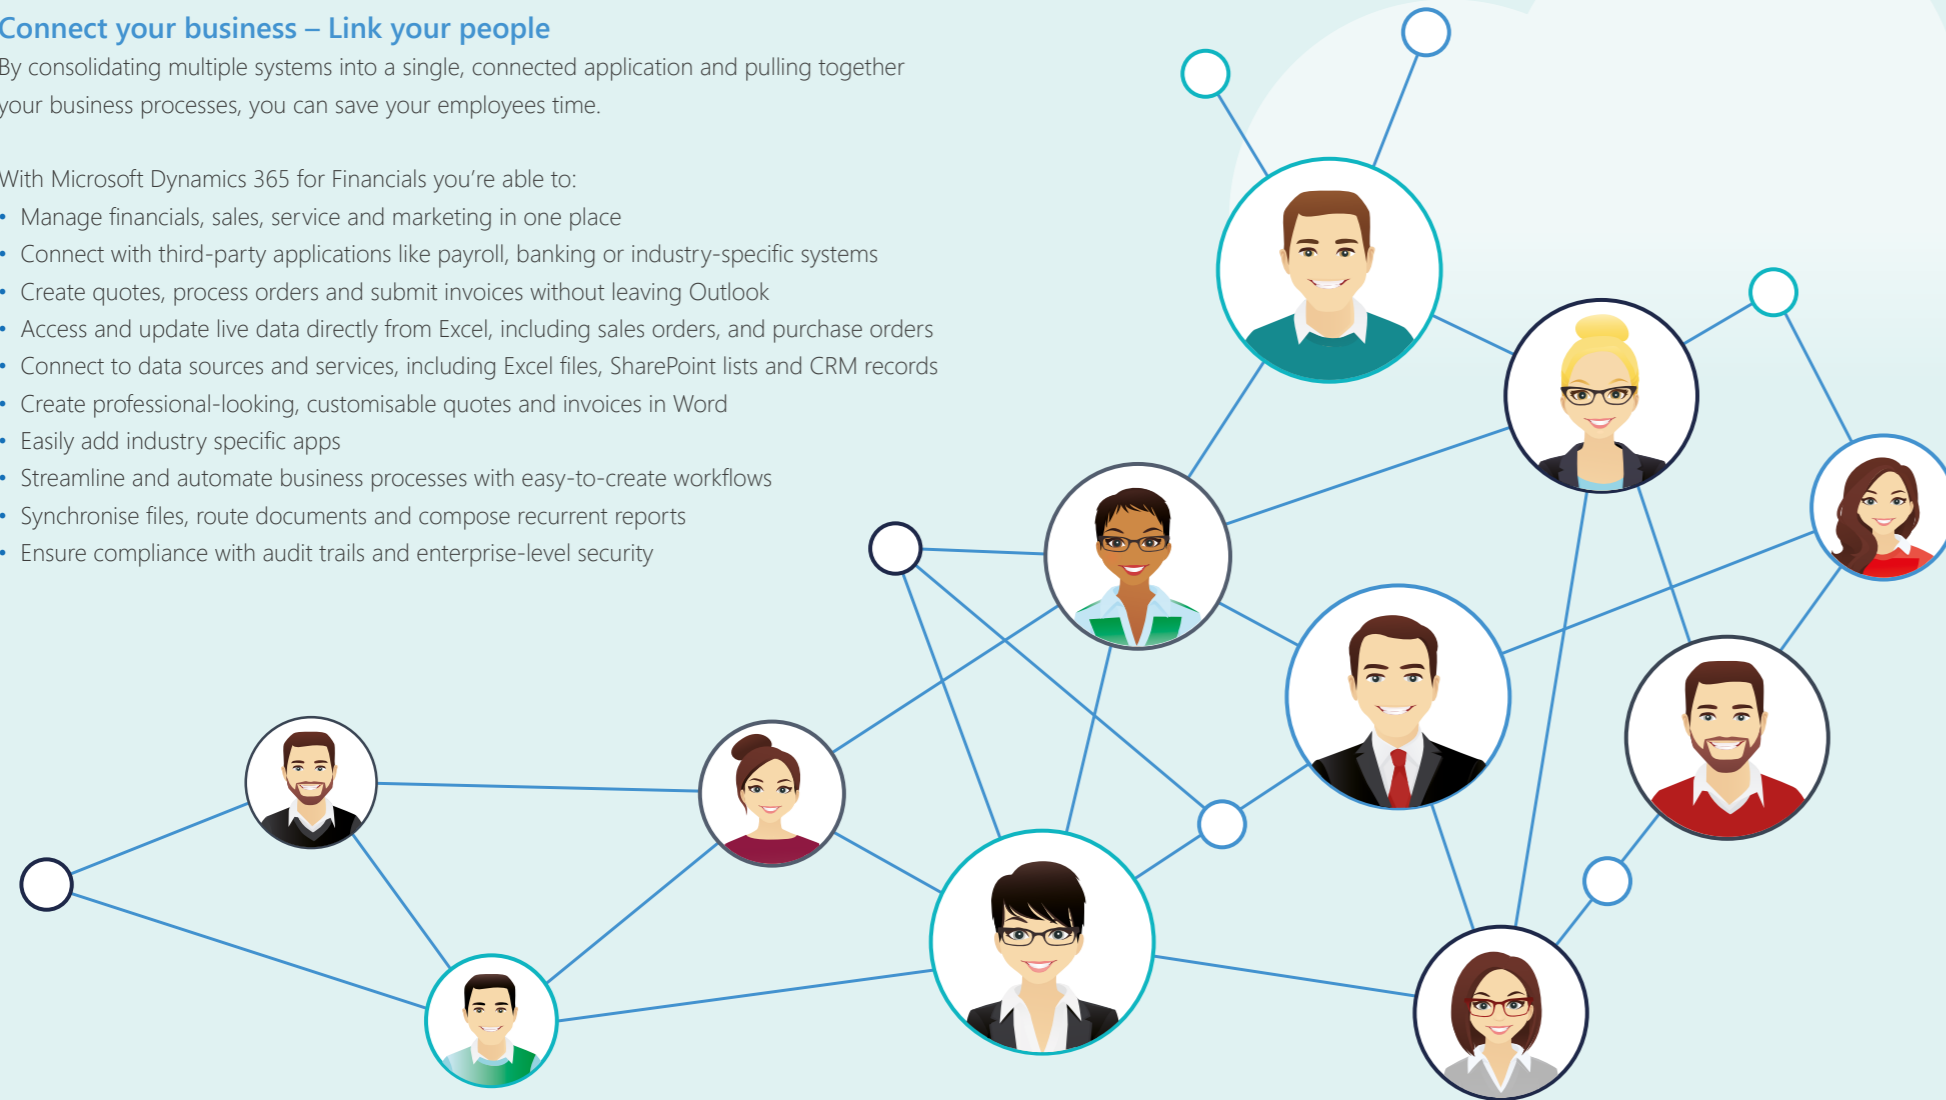 Connect your business – Link your people
By consolidating multiple systems into a single, connected application and pulling together
your business processes, you can save your employees time.
With Microsoft Dynamics 365 for Financials you’re able to:
• Manage financials, sales, service and marketing in one place
• Connect with third-party applications like payroll, banking or industry-specific systems
• Create quotes, process orders and submit invoices without leaving Outlook
• Access and update live data directly from Excel, including sales orders, and purchase orders
• Connect to data sources and services, including Excel files, SharePoint lists and CRM records
• Create professional-looking, customisable quotes and invoices in Word
• Easily add industry specific apps
• Streamline and automate business processes with easy-to-create workflows
• Synchronise files, route documents and compose recurrent reports
• Ensure compliance with audit trails and enterprise-level security